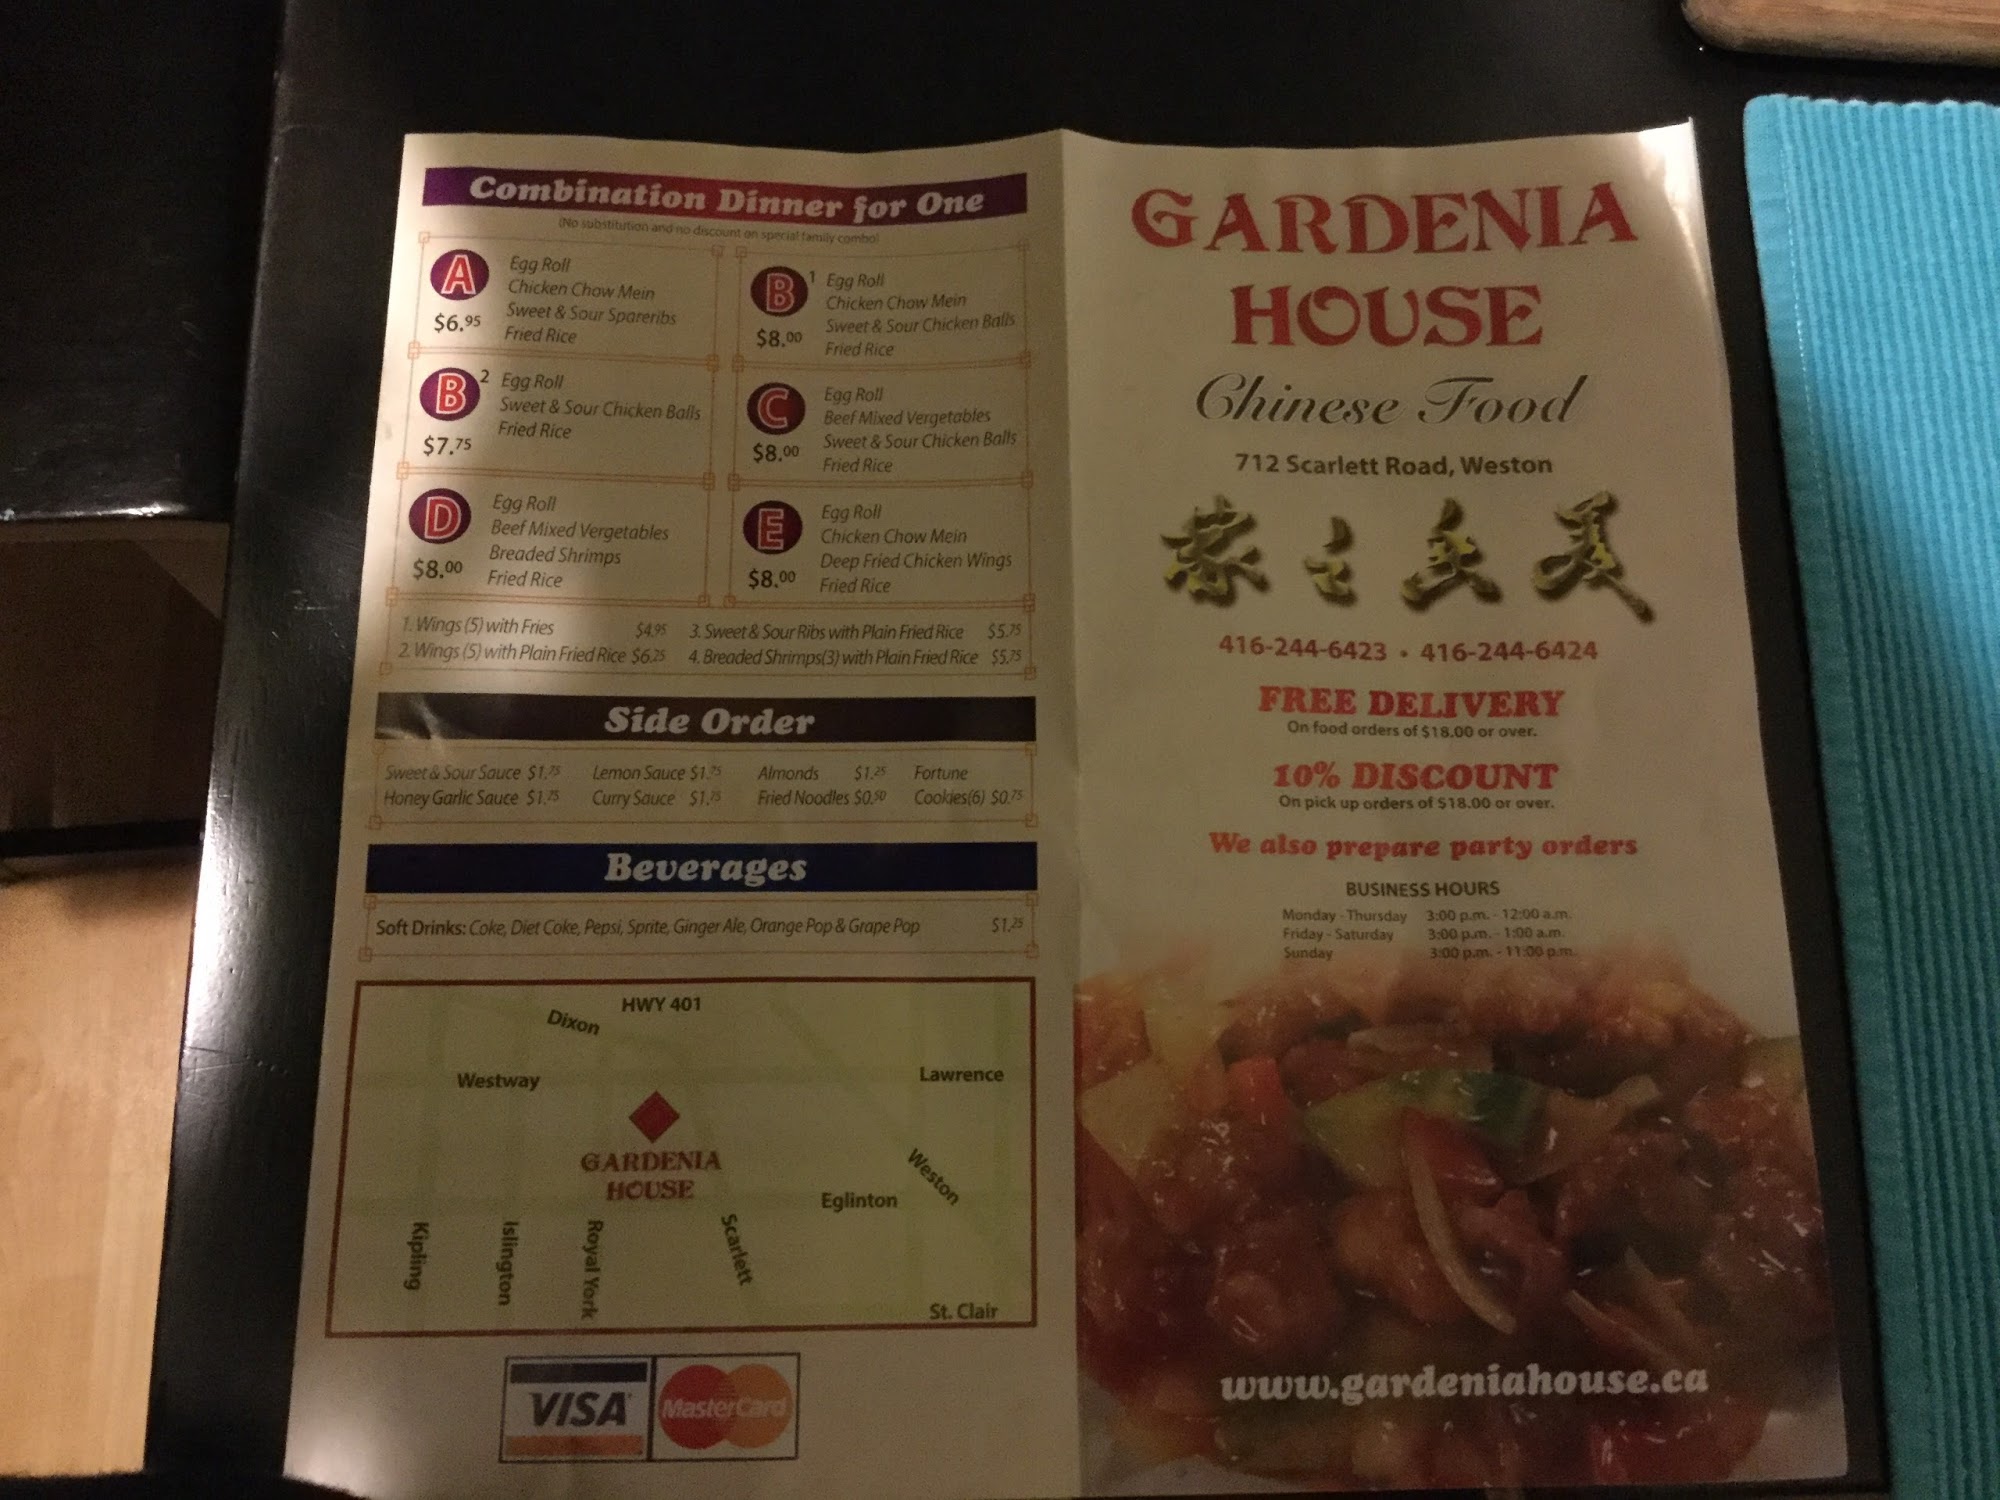 Combination Dinner for One
(No substitution and no discount on special family combo)
A
$6.95
Egg Roll
Chicken Chow Mein
Sweet & Sour Spareribs
Fried Rice
B1
$8.00
Egg Roll
Chicken Chow Mein
Sweet & Sour Chicken Balls
Fried Rice
B2
$7.75
Egg Roll
Sweet & Sour Chicken Balls
Fried Rice
C
$8.00
Egg Roll
Beef Mixed Vergetables
Sweet & Sour Chicken Balls
Fried Rice
D
$8.00
Egg Roll
Beef Mixed Vergetables
Breaded Shrimps
Fried Rice
E
$8.00
Egg Roll
Chicken Chow Mein
Deep Fried Chicken Wings
Fried Rice
1. Wings (5) with Fries $4.95
2. Wings (5) with Plain Fried Rice $6.25
3. Sweet & Sour Ribs with Plain Fried Rice $5.75
4. Breaded Shrimps(3) with Plain Fried Rice $5.75
Side Order
Sweet & Sour Sauce $1.75
Honey Garlic Sauce $1.75
Lemon Sauce $1.75
Curry Sauce $1.75
Almonds $1.25
Fried Noodles $0.50
Fortune
Cookies(6) $0.75
Beverages
Soft Drinks: Coke, Diet Coke, Pepsi, Sprite, Ginger Ale, Orange Pop & Grape Pop $1.25
HWY 401
Dixon
Westway
Lawrence
GARDENIA
HOUSE
Weston
Eglinton
Kipling
Islington
Royal York
Scarlett
St. Clair
VISA
MasterCard
GARDENIA
HOUSE
Chinese Food
712 Scarlett Road, Weston
家之岳美
416-244-6423 • 416-244-6424
FREE DELIVERY
On food orders of $18.00 or over.
10% DISCOUNT
On pick up orders of $18.00 or over.
We also prepare party orders
BUSINESS HOURS
Monday - Thursday 3:00 p.m. - 12:00 a.m.
Friday - Saturday 3:00 p.m. - 1:00 a.m.
Sunday 3:00 p.m. - 11:00 p.m.
www.gardeniahouse.ca